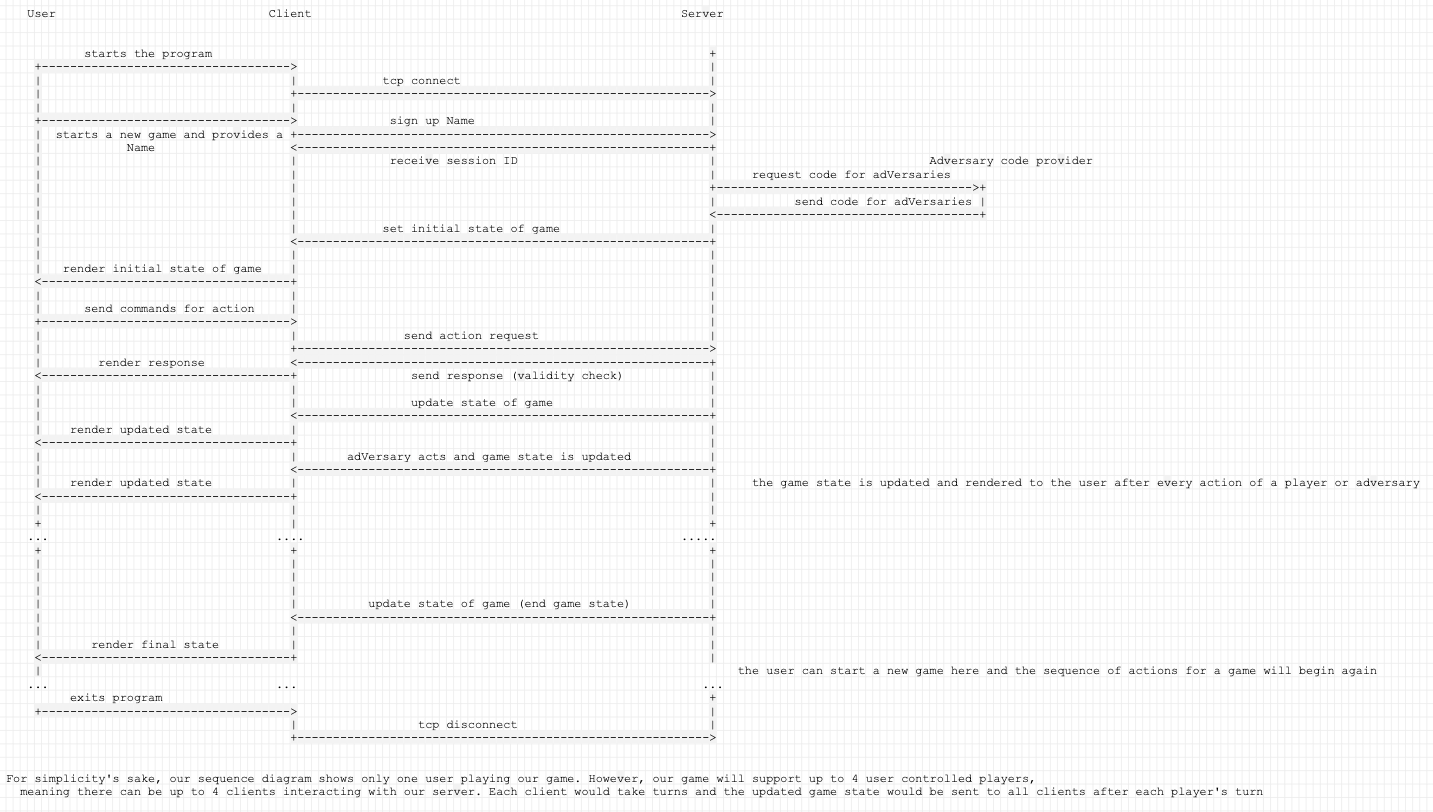 User Client Server
starts the program
tcp connect
sign up Name
starts a new game and provides a
Name
receive session ID
Adversary code provider
request code for adVersaries
send code for adVersaries
set initial state of game
render initial state of game
send commands for action
send action request
render response
send response (validity check)
update state of game
render updated state
adVersary acts and game state is updated
render updated state
the game state is updated and rendered to the user after every action of a player or adversary
... .... .....
update state of game (end game state)
render final state
the user can start a new game here and the sequence of actions for a game will begin again
... ... ...
exits program
tcp disconnect
For simplicity's sake, our sequence diagram shows only one user playing our game. However, our game will support up to 4 user controlled players,
meaning there can be up to 4 clients interacting with our server. Each client would take turns and the updated game state would be sent to all clients after each player's turn